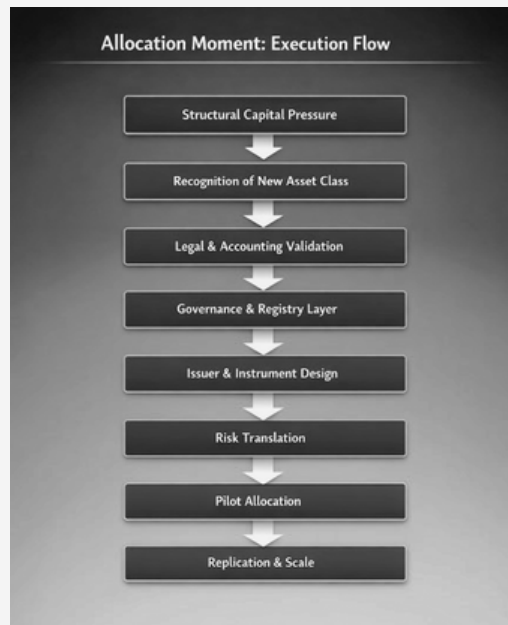 Allocation Moment: Execution Flow
Structural Capital Pressure
Recognition of New Asset Class
Legal & Accounting Validation
Governance & Registry Layer
Issuer & Instrument Design
Risk Translation
Pilot Allocation
Replication & Scale